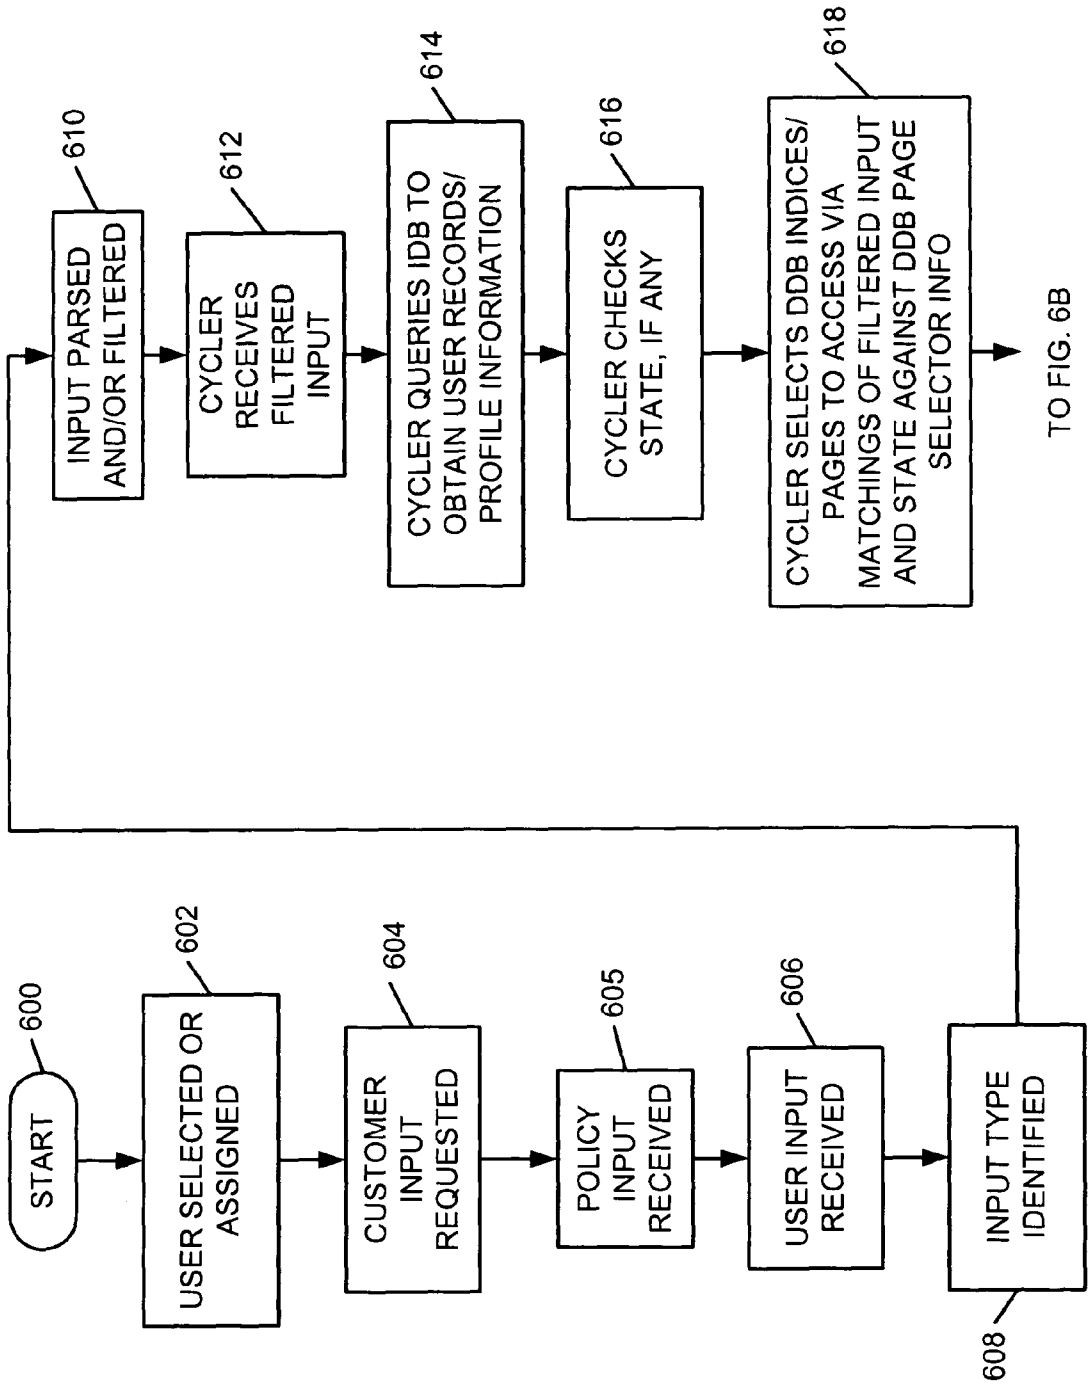 START
600
USER SELECTED OR
ASSIGNED
602
CUSTOMER
INPUT
REQUESTED
604
POLICY
INPUT
RECEIVED
605
USER INPUT
RECEIVED
606
INPUT TYPE
IDENTIFIED
608
INPUT PARSED
AND/OR FILTERED
610
CYCLER
RECEIVES
FILTERED
INPUT
612
CYCLER QUERIES IDB TO
OBTAIN USER RECORDS/
PROFILE INFORMATION
614
CYCLER CHECKS
STATE, IF ANY
616
CYCLER SELECTS DDB INDICES/
PAGES TO ACCESS VIA
MATCHINGS OF FILTERED INPUT
AND STATE AGAINST DDB PAGE
SELECTOR INFO
618
TO FIG. 6B